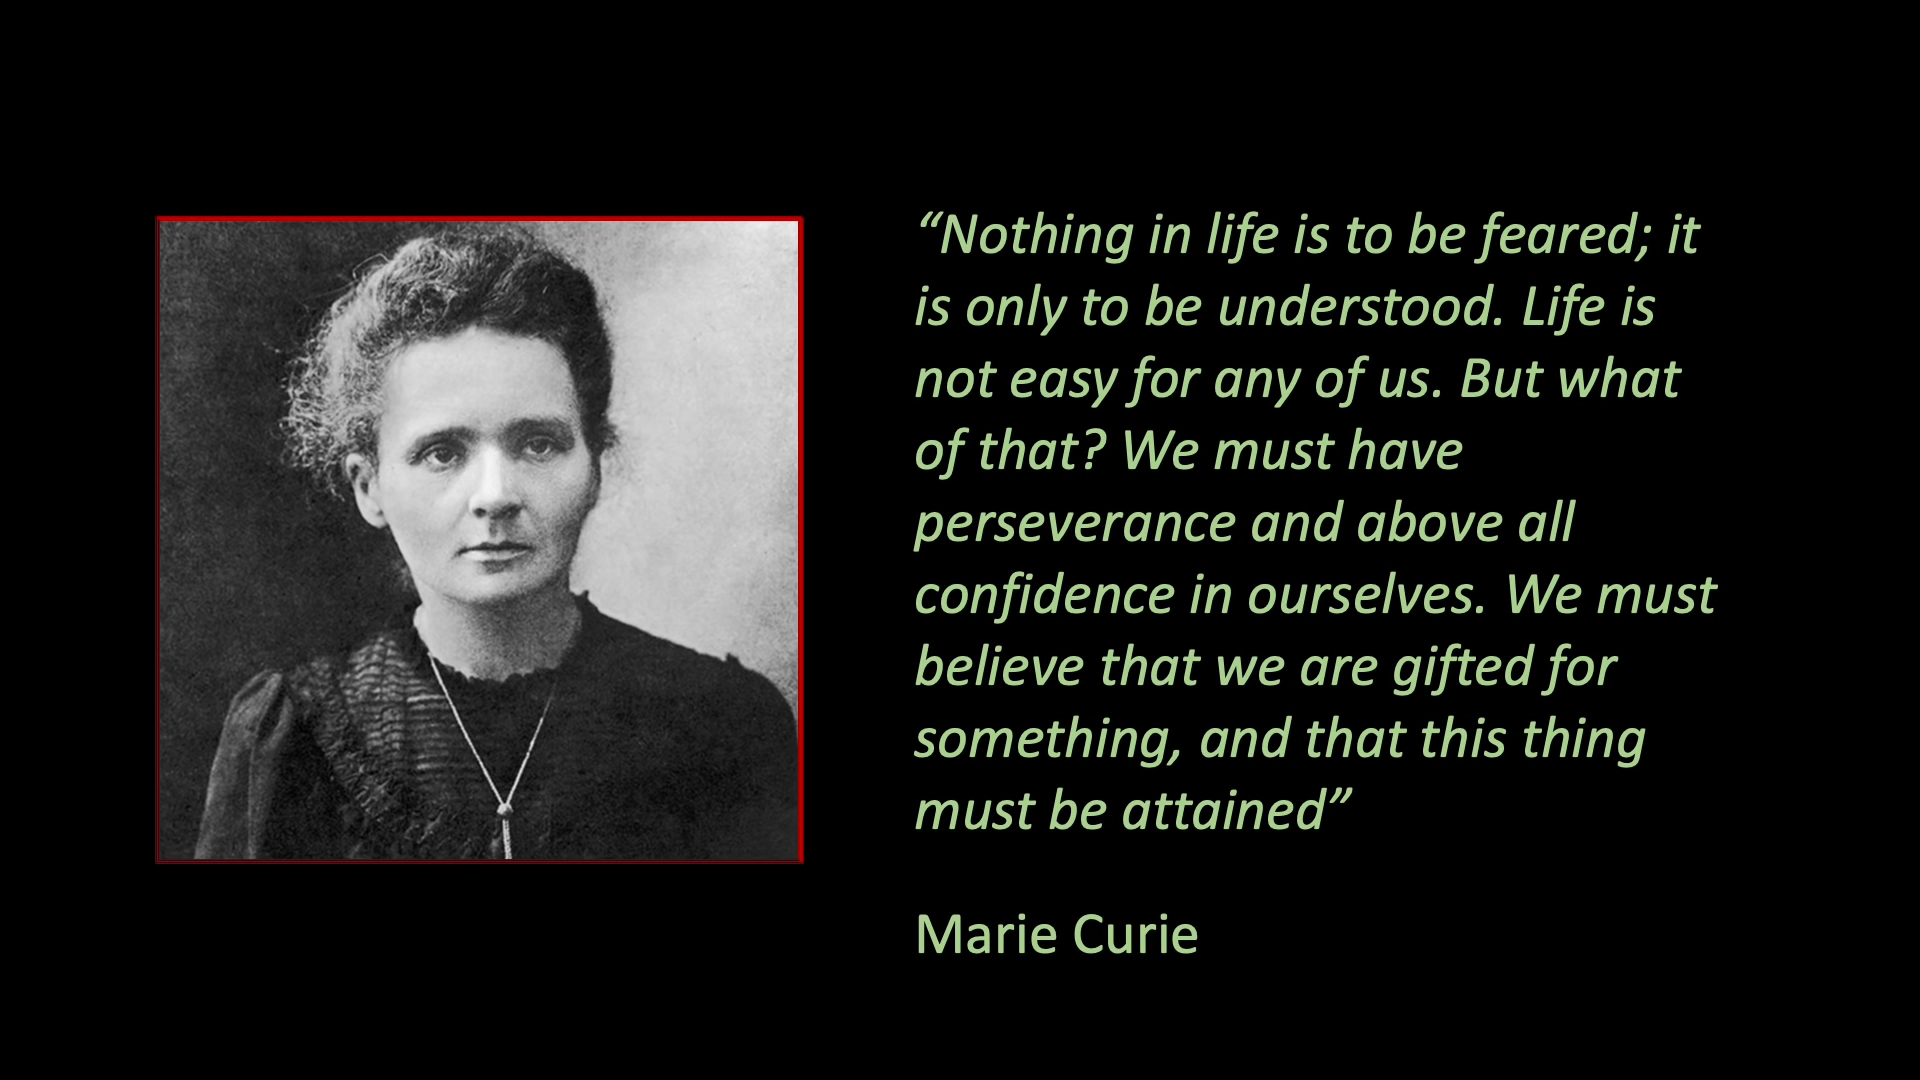 “Nothing in life is to be feared; it
is only to be understood. Life is
not easy for any of us. But what
of that? We must have
perseverance and above all
confidence in ourselves. We must
believe that we are gifted for
something, and that this thing
must be attained”
Marie Curie